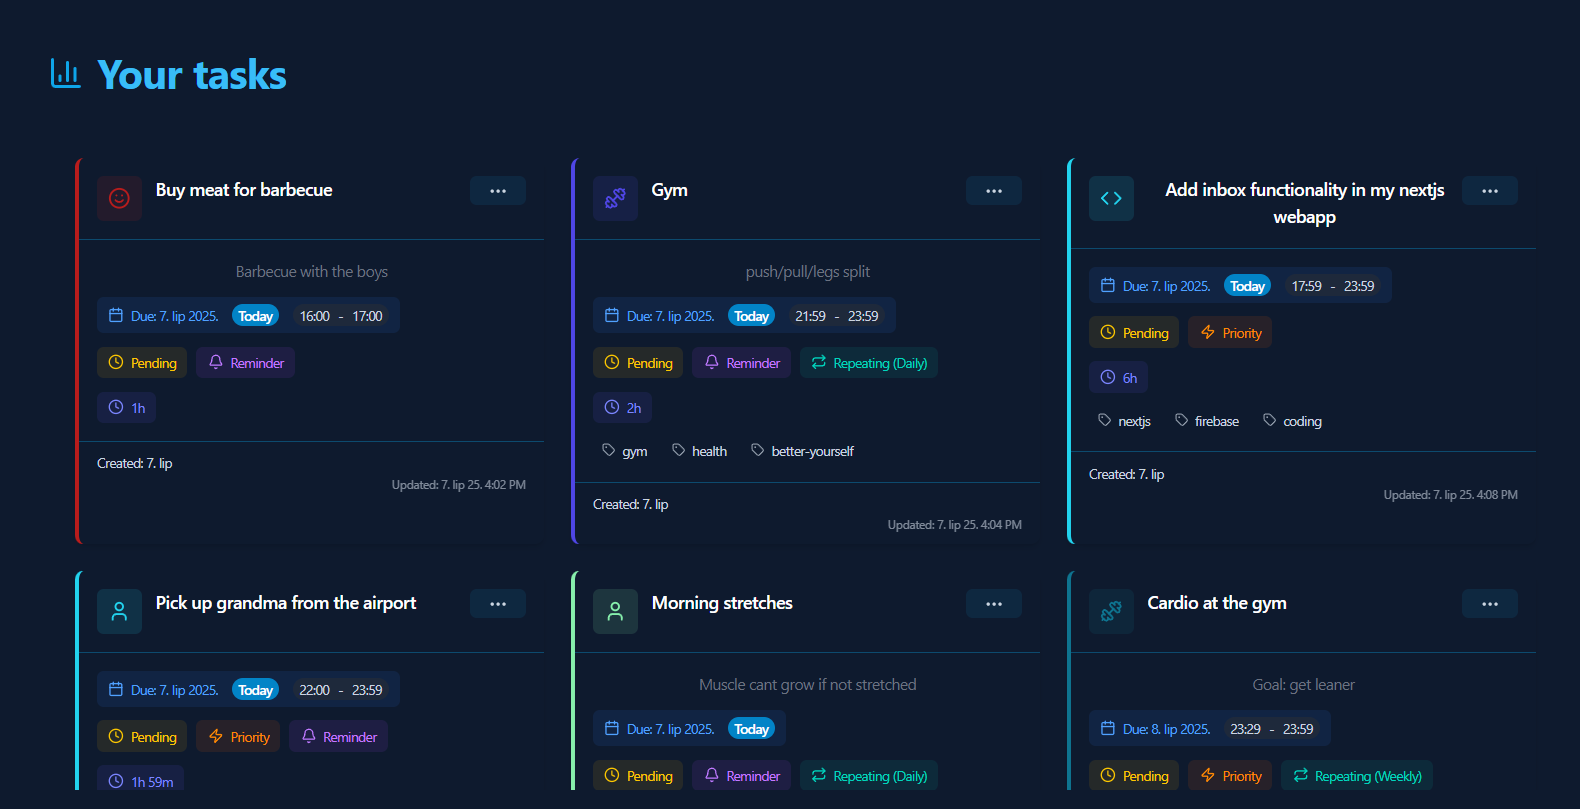 Your tasks
Buy meat for barbecue
Barbecue with the boys
Due: 7. lip 2025. Today 16:00 - 17:00
Pending Reminder
1h
Created: 7. lip
Updated: 7. lip 25. 4:02 PM
Gym
push/pull/legs split
Due: 7. lip 2025. Today 21:59 - 23:59
Pending Reminder Repeating (Daily)
2h
gym health better-yourself
Created: 7. lip
Updated: 7. lip 25. 4:04 PM
Add inbox functionality in my nextjs
webapp
Due: 7. lip 2025. Today 17:59 - 23:59
Pending Priority
6h
nextjs firebase coding
Created: 7. lip
Updated: 7. lip 25. 4:08 PM
Pick up grandma from the airport
Due: 7. lip 2025. Today 22:00 - 23:59
Pending Priority Reminder
1h 59m
Morning stretches
Muscle cant grow if not stretched
Due: 7. lip 2025. Today
Pending Reminder Repeating (Daily)
Cardio at the gym
Goal: get leaner
Due: 8. lip 2025. 23:29 - 23:59
Pending Priority Repeating (Weekly)